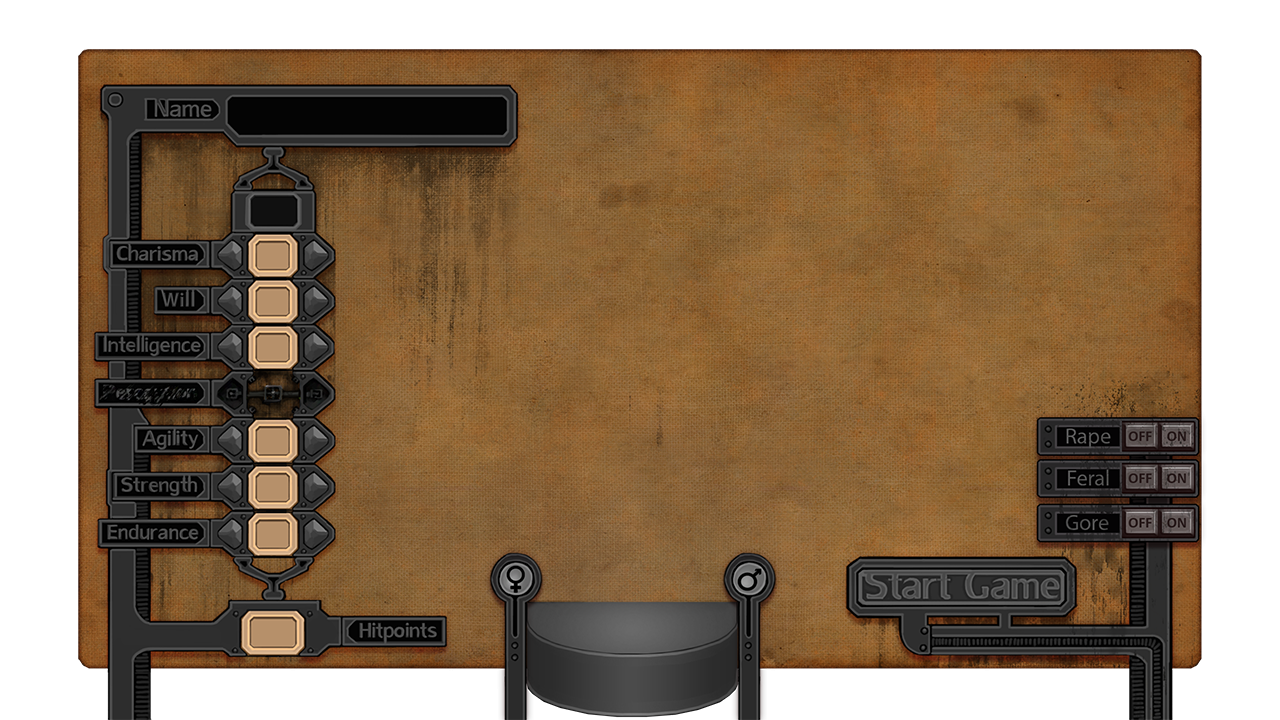 Name
Charisma
Will
Intelligence
Agility
Strength
Endurance
Hitpoints
Rape OFF ON
Feral OFF ON
Gore OFF ON
Start Game